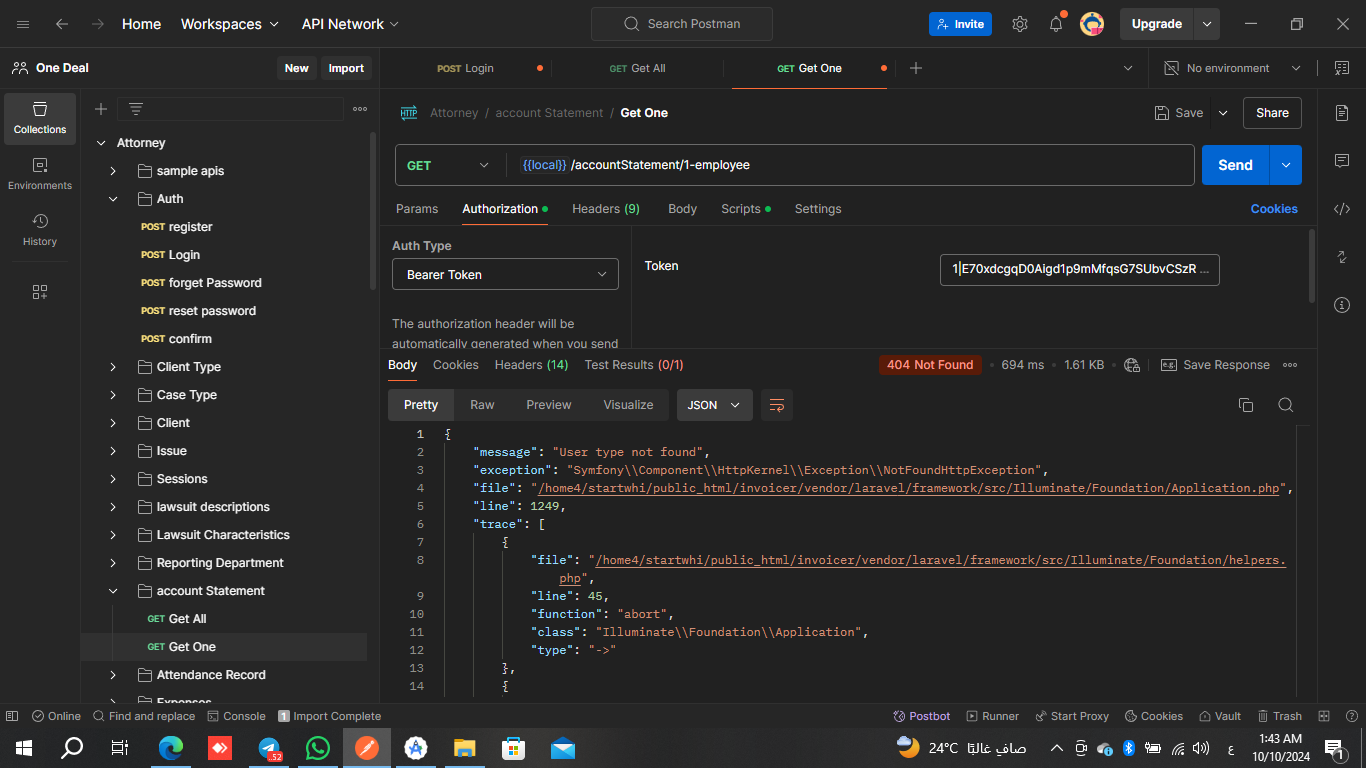 Home Workspaces API Network Search Postman Invite Upgrade
One Deal New Import POST Login GET Get All GET Get One No environment
Collections
Environments
History
Attorney
sample apis
Auth
POST register
POST Login
POST forget Password
POST reset password
POST confirm
Client Type
Case Type
Client
Issue
Sessions
lawsuit descriptions
Lawsuit Characteristics
Reporting Department
account Statement
GET Get All
GET Get One
Attendance Record
Expenses
HTTP Attorney / account Statement / Get One Save Share
GET {{local}} /accountStatement/1-employee Send
Params Authorization Headers (9) Body Scripts Settings Cookies
Auth Type
Bearer Token
Token 1|E70xdcgqD0Aigd1p9mMfqsG7SUbvCSzR ...
The authorization header will be
automatically generated when you send
Body Cookies Headers (14) Test Results (0/1) 404 Not Found 694 ms 1.61 KB e.g. Save Response
Pretty Raw Preview Visualize JSON
1 {
2 "message": "User type not found",
3 "exception": "Symfony\\Component\\HttpKernel\\Exception\\NotFoundHttpException",
4 "file": "/home4/startwhi/public_html/invoicer/vendor/laravel/framework/src/Illuminate/Foundation/Application.php",
5 "line": 1249,
6 "trace": [
7 {
8 "file": "/home4/startwhi/public_html/invoicer/vendor/laravel/framework/src/Illuminate/Foundation/helpers.
php",
9 "line": 45,
10 "function": "abort",
11 "class": "Illuminate\\Foundation\\Application",
12 "type": "->"
13 },
14 {
Online Find and replace Console 1 Import Complete Postbot Runner Start Proxy Cookies Vault Trash
52 24°C صافٍ غالبًا ع 1:43 AM
10/10/2024 1